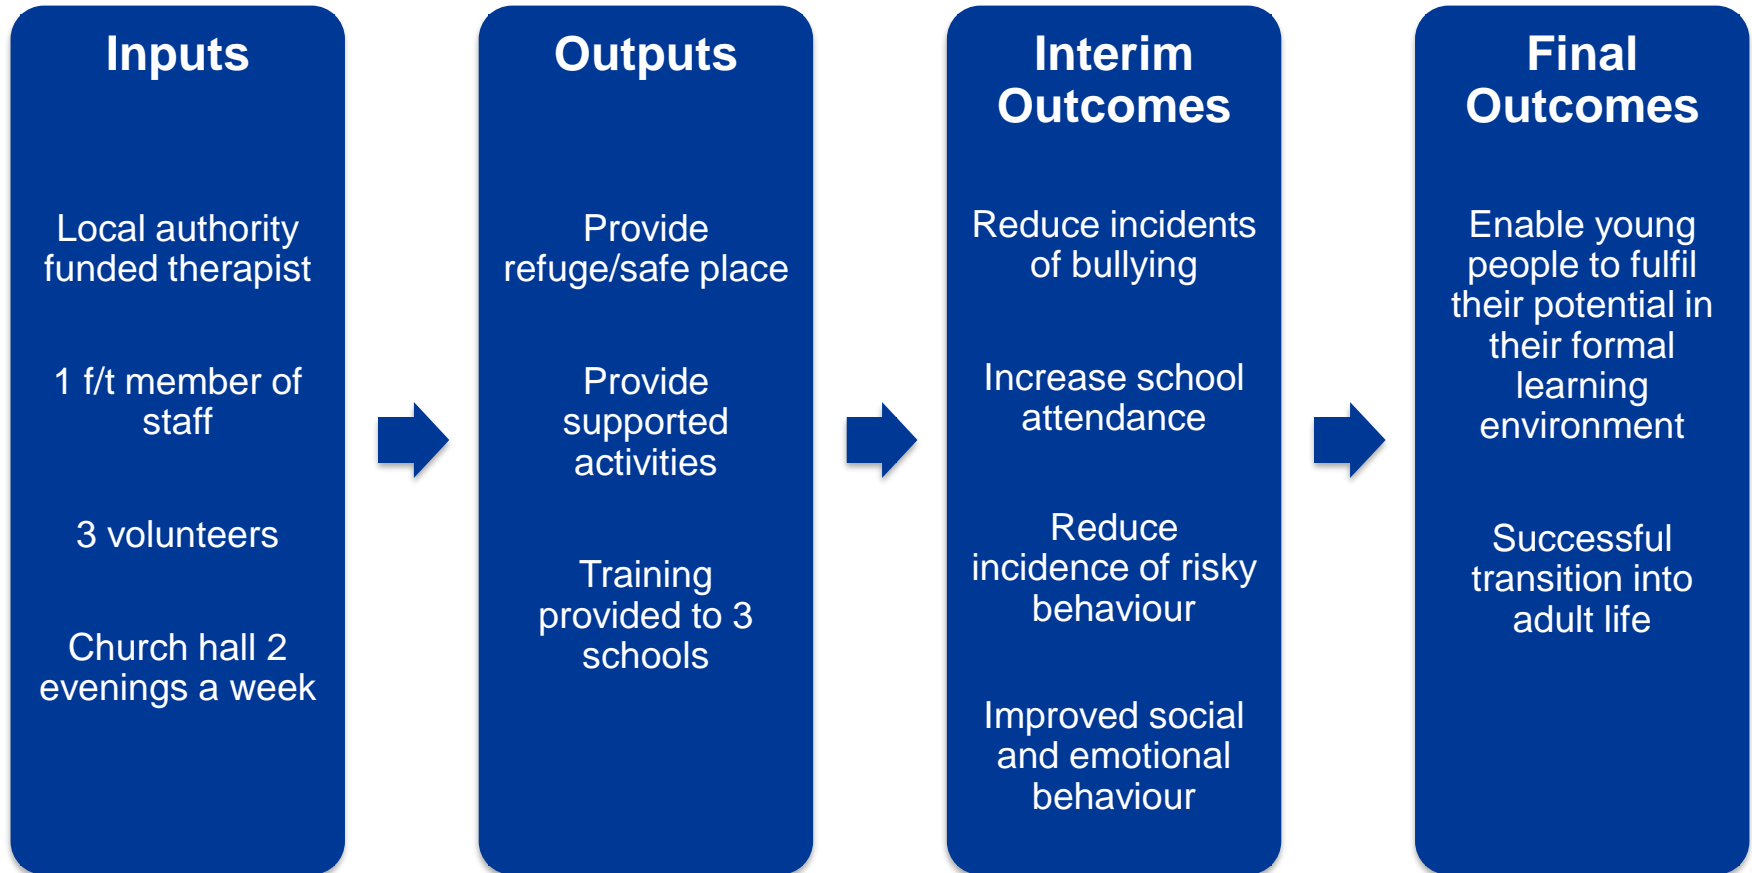 Inputs
Local authority
funded therapist
1 f/t member of
staff
3 volunteers
Church hall 2
evenings a week
Outputs
Provide
refuge/safe place
Provide
supported
activities
Training
provided to 3
schools
Interim
Outcomes
Reduce incidents
of bullying
Increase school
attendance
Reduce
incidence of risky
behaviour
Improved social
and emotional
behaviour
Final
Outcomes
Enable young
people to fulfil
their potential in
their formal
learning
environment
Successful
transition into
adult life